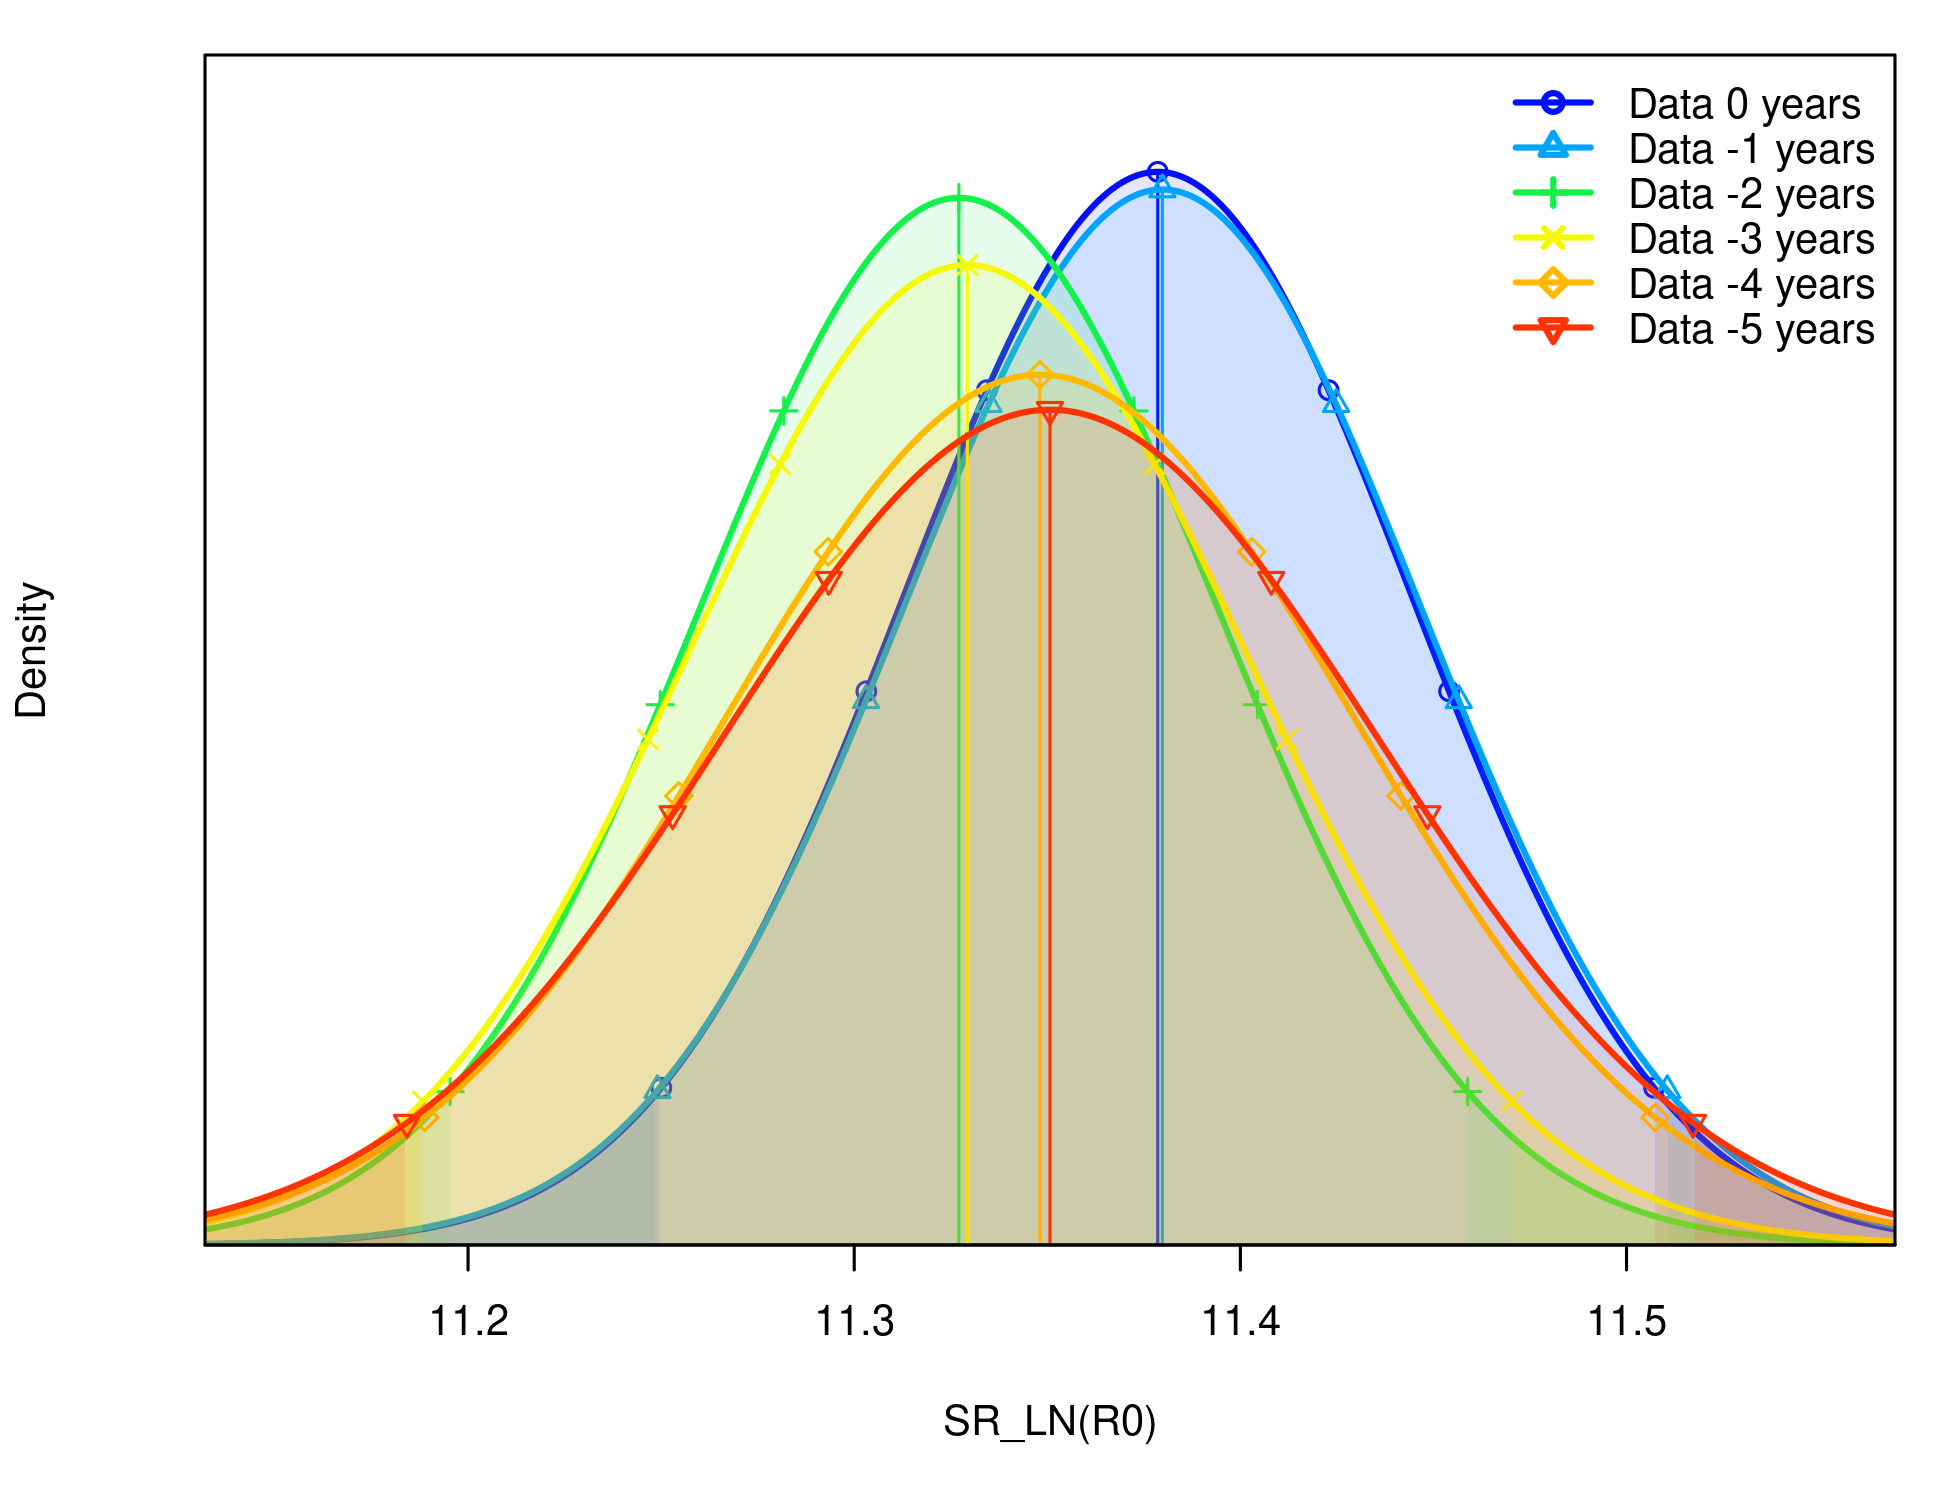 Data 0 years
Data -1 years
Data -2 years
Data -3 years
Data -4 years
Data -5 years
Density
11.2
11.3
11.4
11.5
SR_LN(R0)